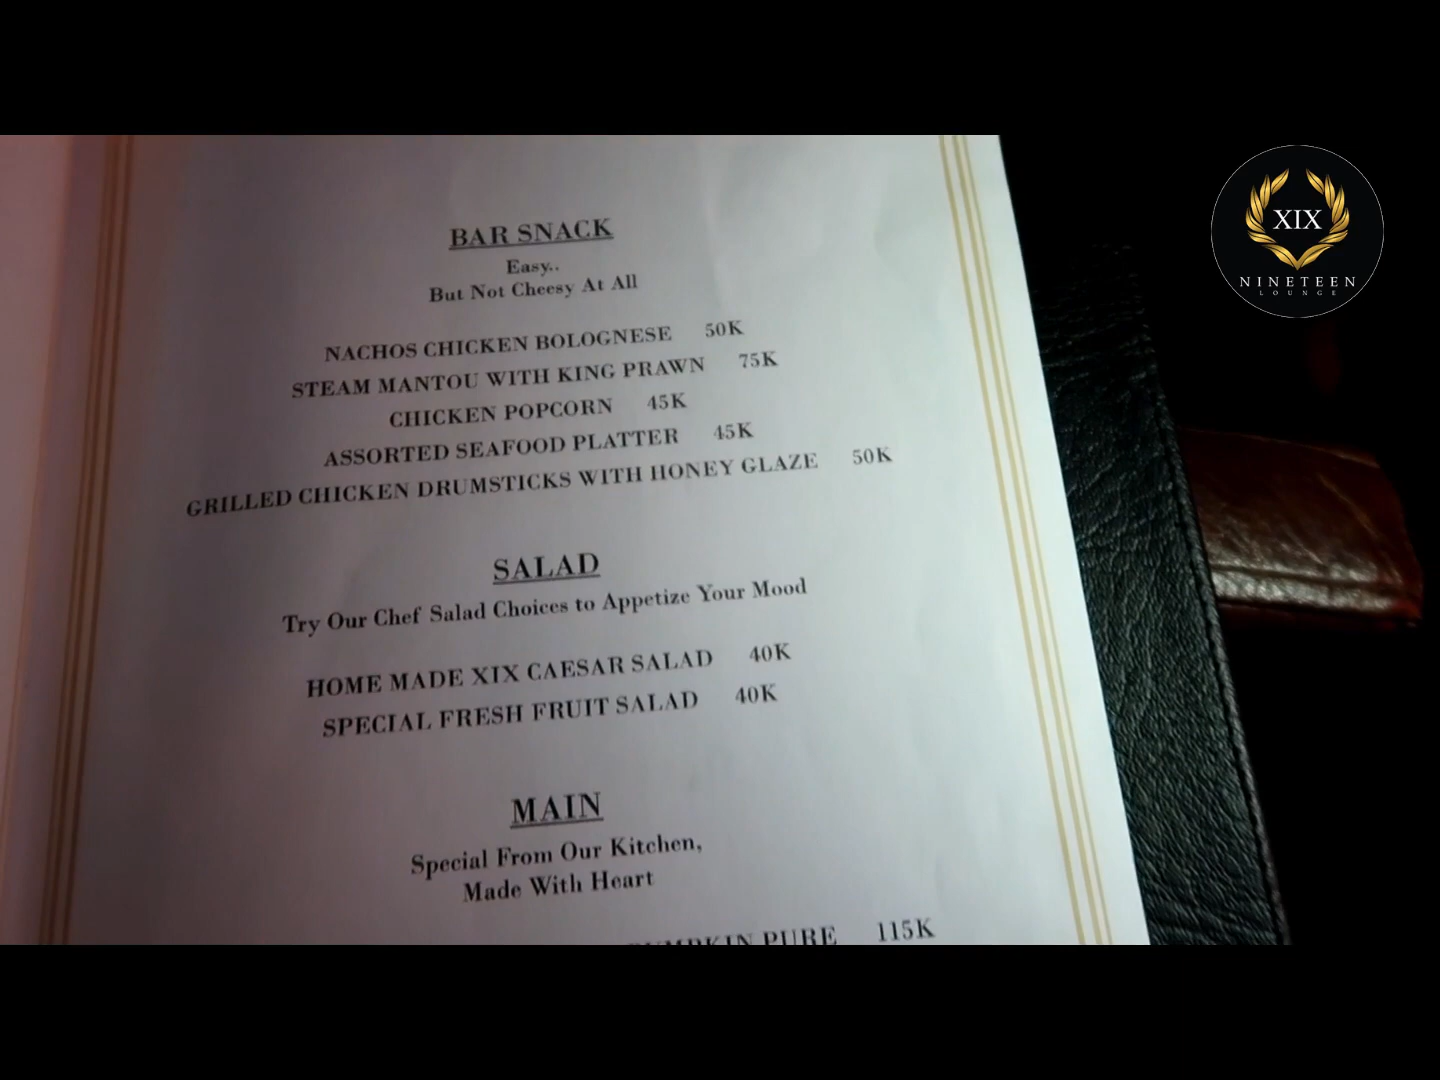 BAR SNACK
Easy..
But Not Cheesy At All
NACHOS CHICKEN BOLOGNESE 50K
STEAM MANTOU WITH KING PRAWN 75K
CHICKEN POPCORN 45K
ASSORTED SEAFOOD PLATTER 45K
GRILLED CHICKEN DRUMSTICKS WITH HONEY GLAZE 50K
SALAD
Try Our Chef Salad Choices to Appetize Your Mood
HOME MADE XIX CAESAR SALAD 40K
SPECIAL FRESH FRUIT SALAD 40K
MAIN
Special From Our Kitchen,
Made With Heart
PUMPKIN PURE 115K
XIX
NINETEEN
LOUNGE